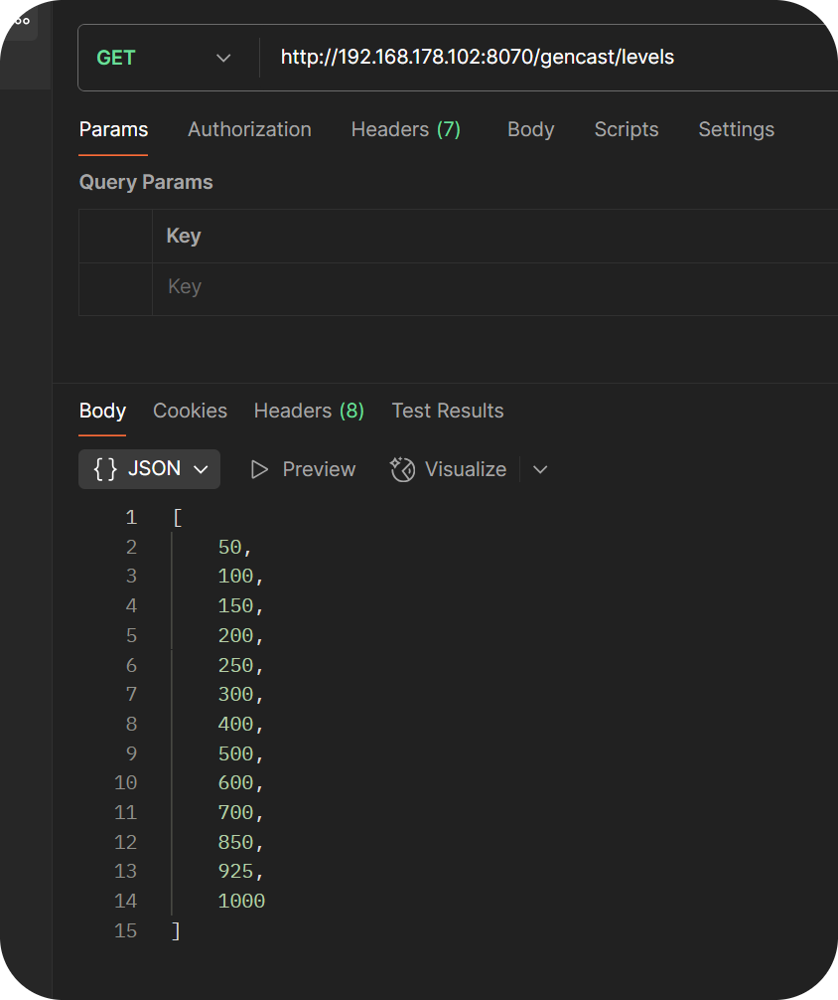 GET http://192.168.178.102:8070/gencast/levels
Params Authorization Headers (7) Body Scripts Settings
Query Params
Key
Key
Body Cookies Headers (8) Test Results
{ } JSON Preview Visualize
1 [
2 50,
3 100,
4 150,
5 200,
6 250,
7 300,
8 400,
9 500,
10 600,
11 700,
12 850,
13 925,
14 1000
15 ]